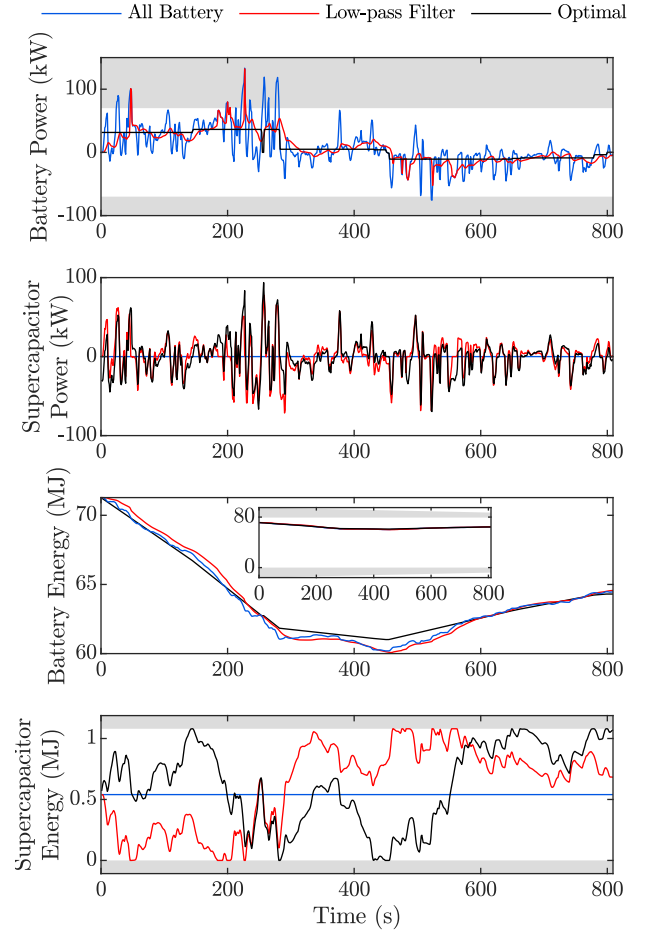 All Battery Low-pass Filter Optimal
Battery Power (kW)
100
0
-100
0 200 400 600 800
Supercapacitor
Power (kW)
100
0
-100
0 200 400 600 800
Battery Energy (MJ)
70
65
60
80
0
0 200 400 600 800
0 200 400 600 800
Supercapacitor
Energy (MJ)
1
0.5
0
0 200 400 600 800
Time (s)